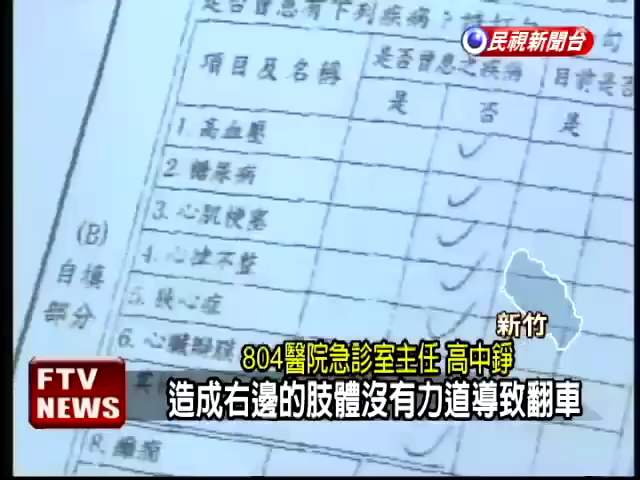 是否曾患有下列疾病?請打勾
民視新聞台
項目及名稱
是否曾患之疾病
目前是否
是
否
是
1.高血壓
2.糖尿病
3.心肌梗塞
4.心律不整
(B)
自填
部分
5.狹心症
6.心臟瓣膜
8.癲癇
新竹
804醫院急診室主任 高中錚
FTV
NEWS
造成右邊的肢體沒有力道導致翻車